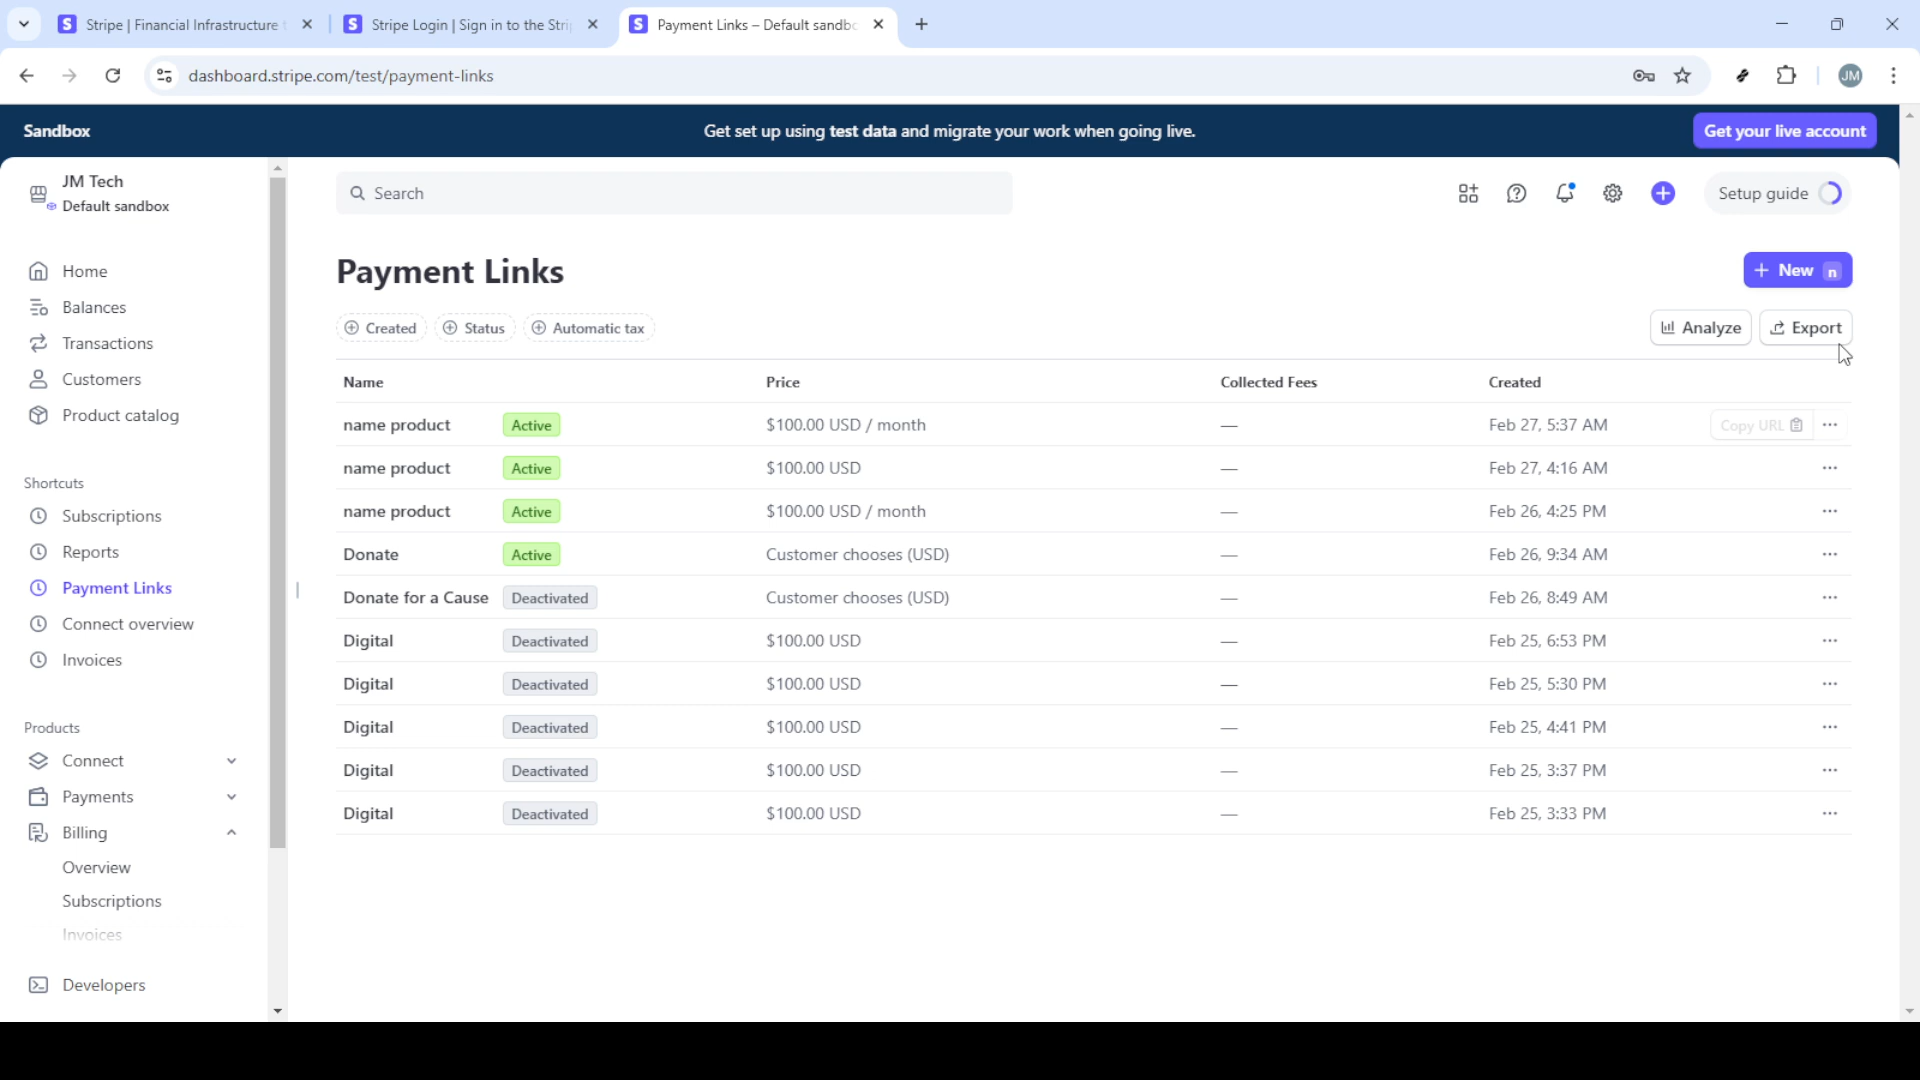 Stripe | Financial Infrastructure
Stripe Login | Sign in to the Stri
Payment Links – Default sandbo
dashboard.stripe.com/test/payment-links
JM
Sandbox
Get set up using test data and migrate your work when going live.
Get your live account
JM Tech
Default sandbox
Search
Setup guide
Home
Balances
Transactions
Customers
Product catalog
Shortcuts
Subscriptions
Reports
Payment Links
Connect overview
Invoices
Products
Connect
Payments
Billing
Overview
Subscriptions
Invoices
Developers
Payment Links
New n
Created Status Automatic tax
Analyze Export
Name Price Collected Fees Created
name product Active $100.00 USD / month — Feb 27, 5:37 AM Copy URL
name product Active $100.00 USD — Feb 27, 4:16 AM
name product Active $100.00 USD / month — Feb 26, 4:25 PM
Donate Active Customer chooses (USD) — Feb 26, 9:34 AM
Donate for a Cause Deactivated Customer chooses (USD) — Feb 26, 8:49 AM
Digital Deactivated $100.00 USD — Feb 25, 6:53 PM
Digital Deactivated $100.00 USD — Feb 25, 5:30 PM
Digital Deactivated $100.00 USD — Feb 25, 4:41 PM
Digital Deactivated $100.00 USD — Feb 25, 3:37 PM
Digital Deactivated $100.00 USD — Feb 25, 3:33 PM